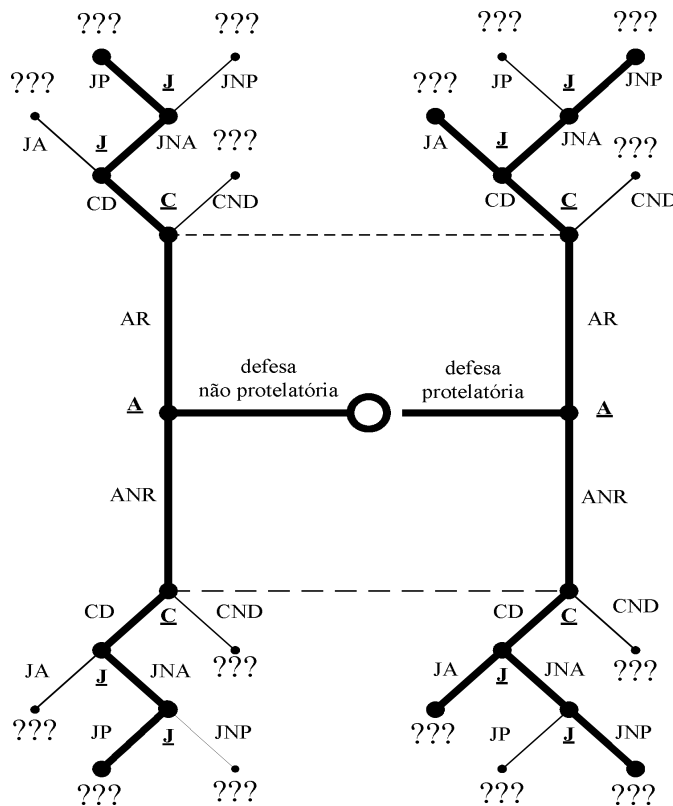 ??? ??? ??? ???
??? JP J JNP ??? JP J JNP
JA J JNA ??? JA J JNA ???
CD C CND CD C CND
AR AR
defesa
não protelatória
defesa
protelatória
A A
ANR ANR
CD C CND CD C CND
JA J JNA ??? JA J JNA ???
??? JP J JNP ??? JP J JNP
??? ??? ??? ???